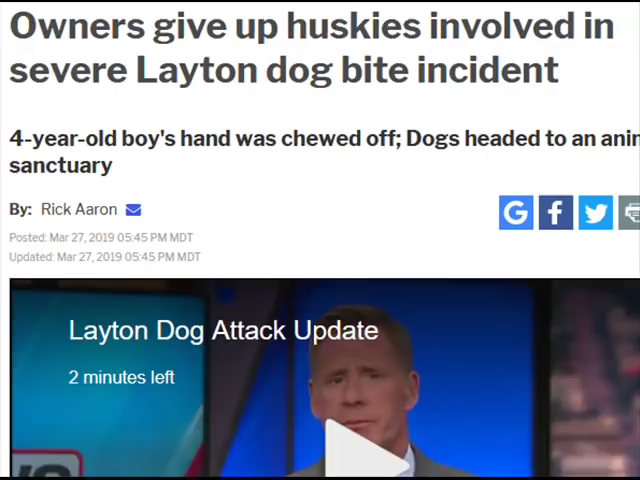 Owners give up huskies involved in
severe Layton dog bite incident
4-year-old boy's hand was chewed off; Dogs headed to an
sanctuary
By: Rick Aaron
Posted: Mar 27, 2019 05:45 PM MDT
Updated: Mar 27, 2019 05:45 PM MDT
Layton Dog Attack Update
2 minutes left